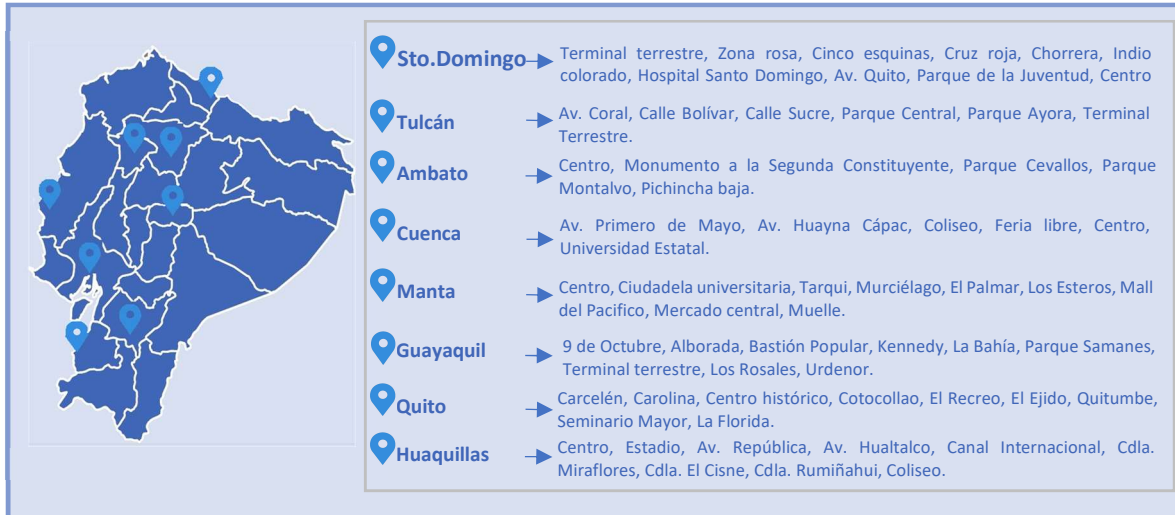 Sto.Domingo
Terminal terrestre, Zona rosa, Cinco esquinas, Cruz roja, Chorrera, Indio
colorado, Hospital Santo Domingo, Av. Quito, Parque de la Juventud, Centro
Tulcán
Av. Coral, Calle Bolívar, Calle Sucre, Parque Central, Parque Ayora, Terminal
Terrestre.
Ambato
Centro, Monumento a la Segunda Constituyente, Parque Cevallos, Parque
Montalvo, Pichincha baja.
Cuenca
Av. Primero de Mayo, Av. Huayna Cápac, Coliseo, Feria libre, Centro,
Universidad Estatal.
Manta
Centro, Ciudadela universitaria, Tarqui, Murciélago, El Palmar, Los Esteros, Mall
del Pacifico, Mercado central, Muelle.
Guayaquil
9 de Octubre, Alborada, Bastión Popular, Kennedy, La Bahía, Parque Samanes,
Terminal terrestre, Los Rosales, Urdenor.
Quito
Carcelén, Carolina, Centro histórico, Cotocollao, El Recreo, El Ejido, Quitumbe,
Seminario Mayor, La Florida.
Huaquillas
Centro, Estadio, Av. República, Av. Hualtalco, Canal Internacional, Cdla.
Miraflores, Cdla. El Cisne, Cdla. Rumiñahui, Coliseo.